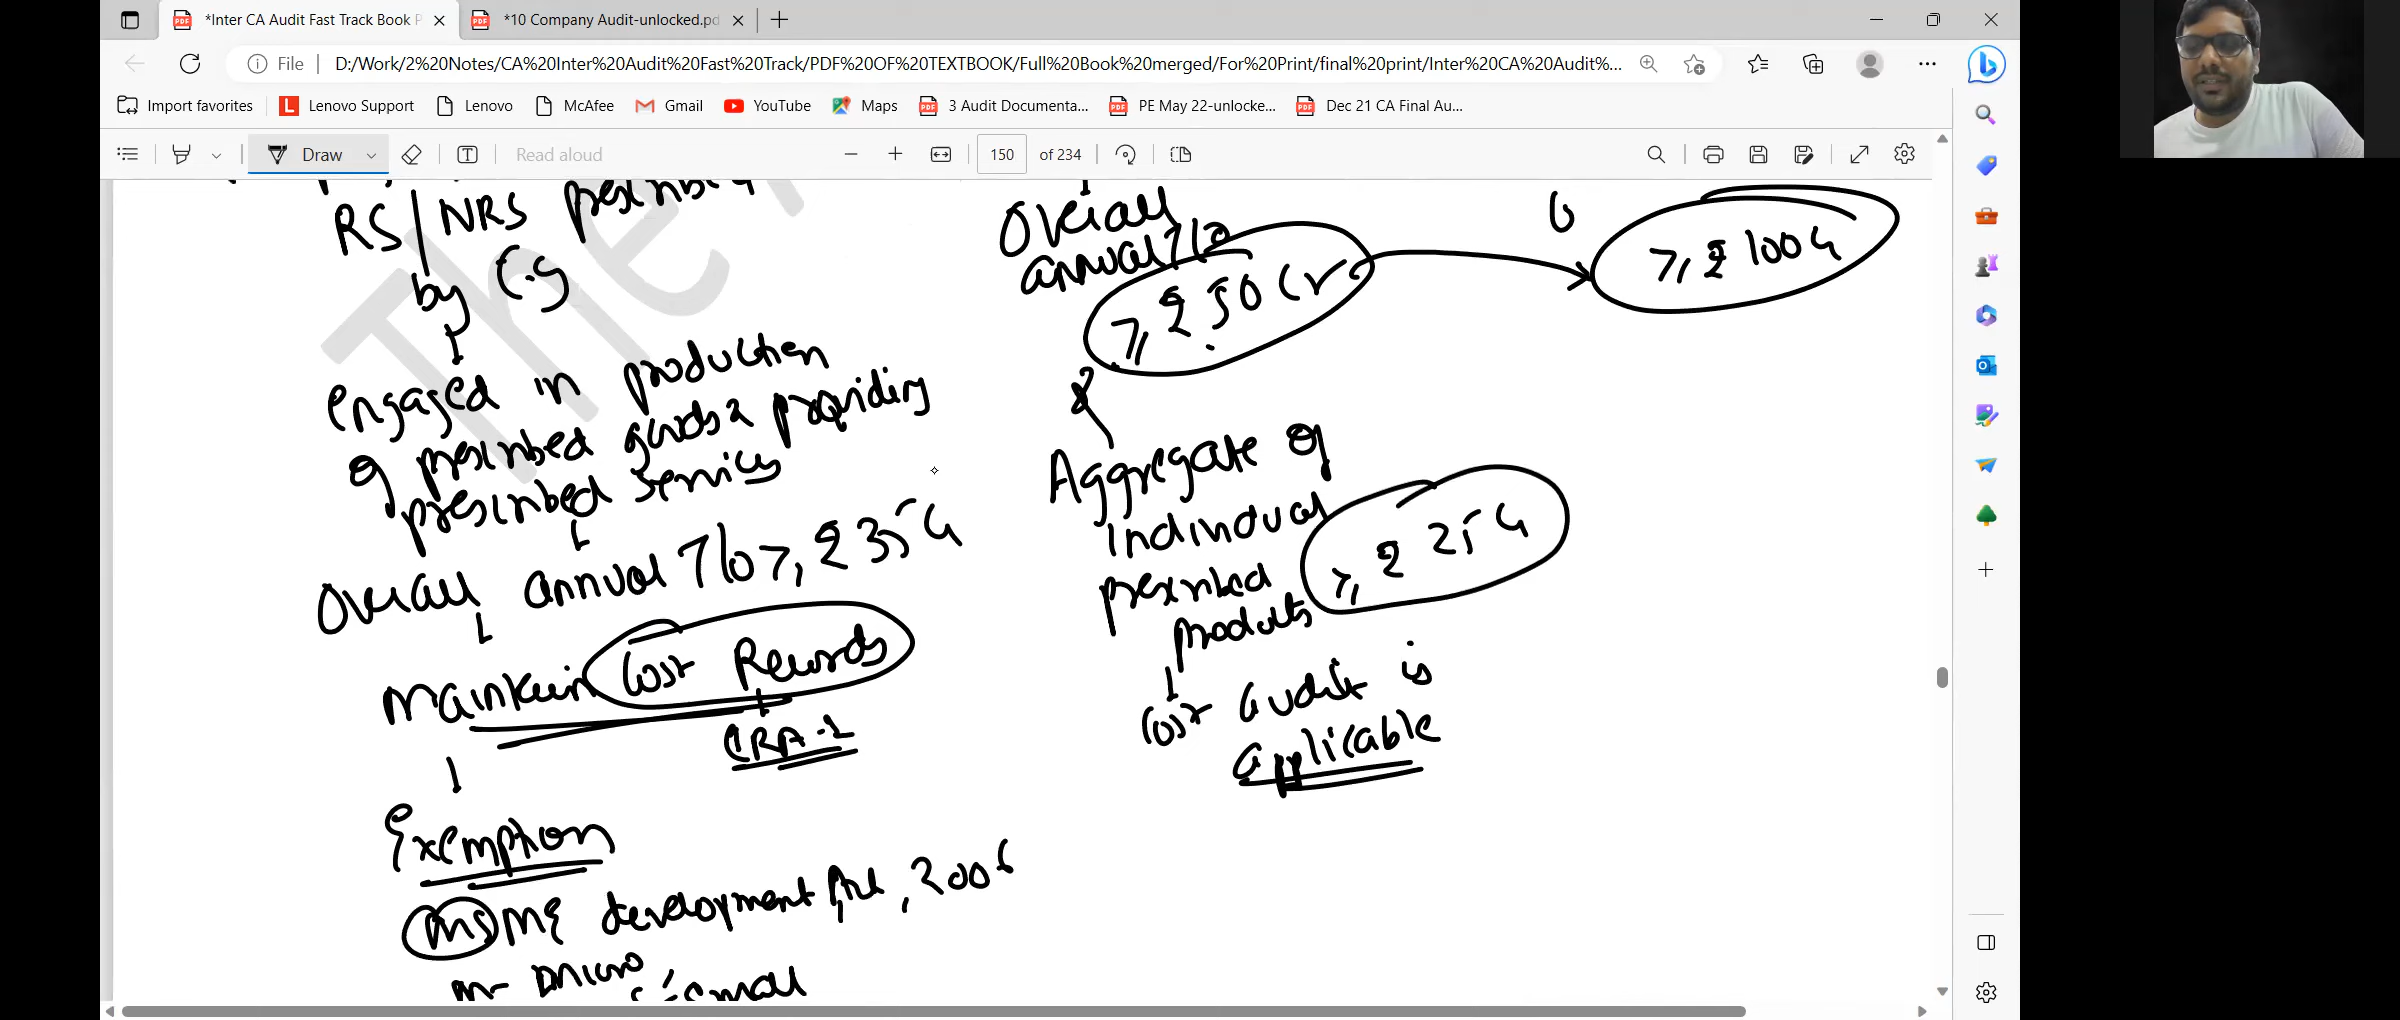 *Inter CA Audit Fast Track Book P
*10 Company Audit-unlocked.pd
File
D:/Work/2%20Notes/CA%20Inter%20Audit%20Fast%20Track/PDF%20OF%20TEXTBOOK/Full%20Book%20merged/For%20Print/final%20print/Inter%20CA%20Audit%...
Import favorites
Lenovo Support
Lenovo
McAfee
Gmail
YouTube
Maps
3 Audit Documenta...
PE May 22-unlocke...
Dec 21 CA Final Au...
Draw
Read aloud
150 of 234
The
RS/NRS prescribed
by C.G
engaged in production
of prescribed goods & providing
prescribed services
Overall annual T/o ≥, ₹ 35 Cr
Maintain Cost Records
CRA-1
Exemption
MSME development Act, 2006
M- Micro
S- Small
Overall
annual T/o
≥, ₹ 50 Cr
≥, ₹ 100 Cr
&
Aggregate of
individual
prescribed
products
≥, ₹ 25 Cr
Cost audit is
applicable